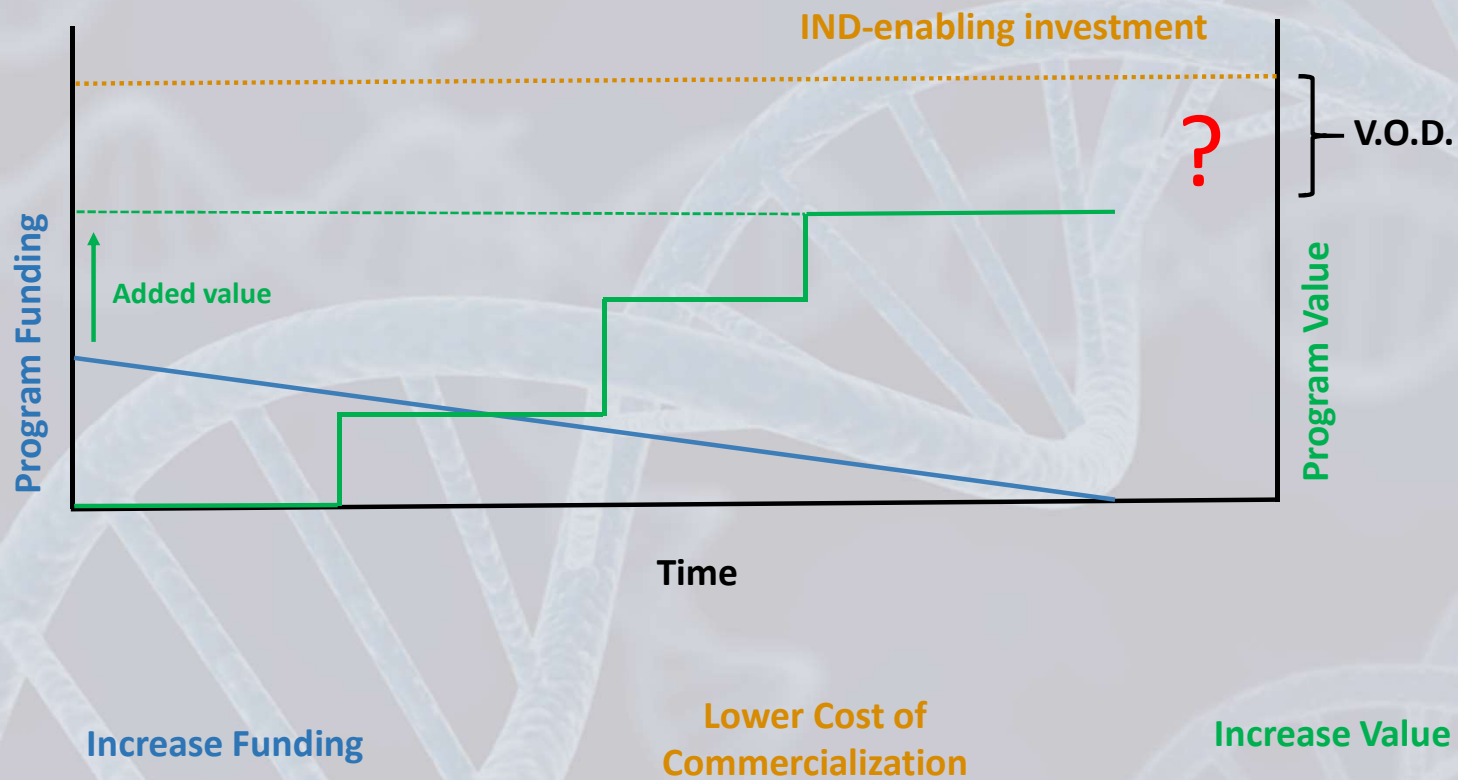 IND-enabling investment
?
V.O.D.
Program Funding
Added value
Program Value
Time
Increase Funding
Lower Cost of
Commercialization
Increase Value